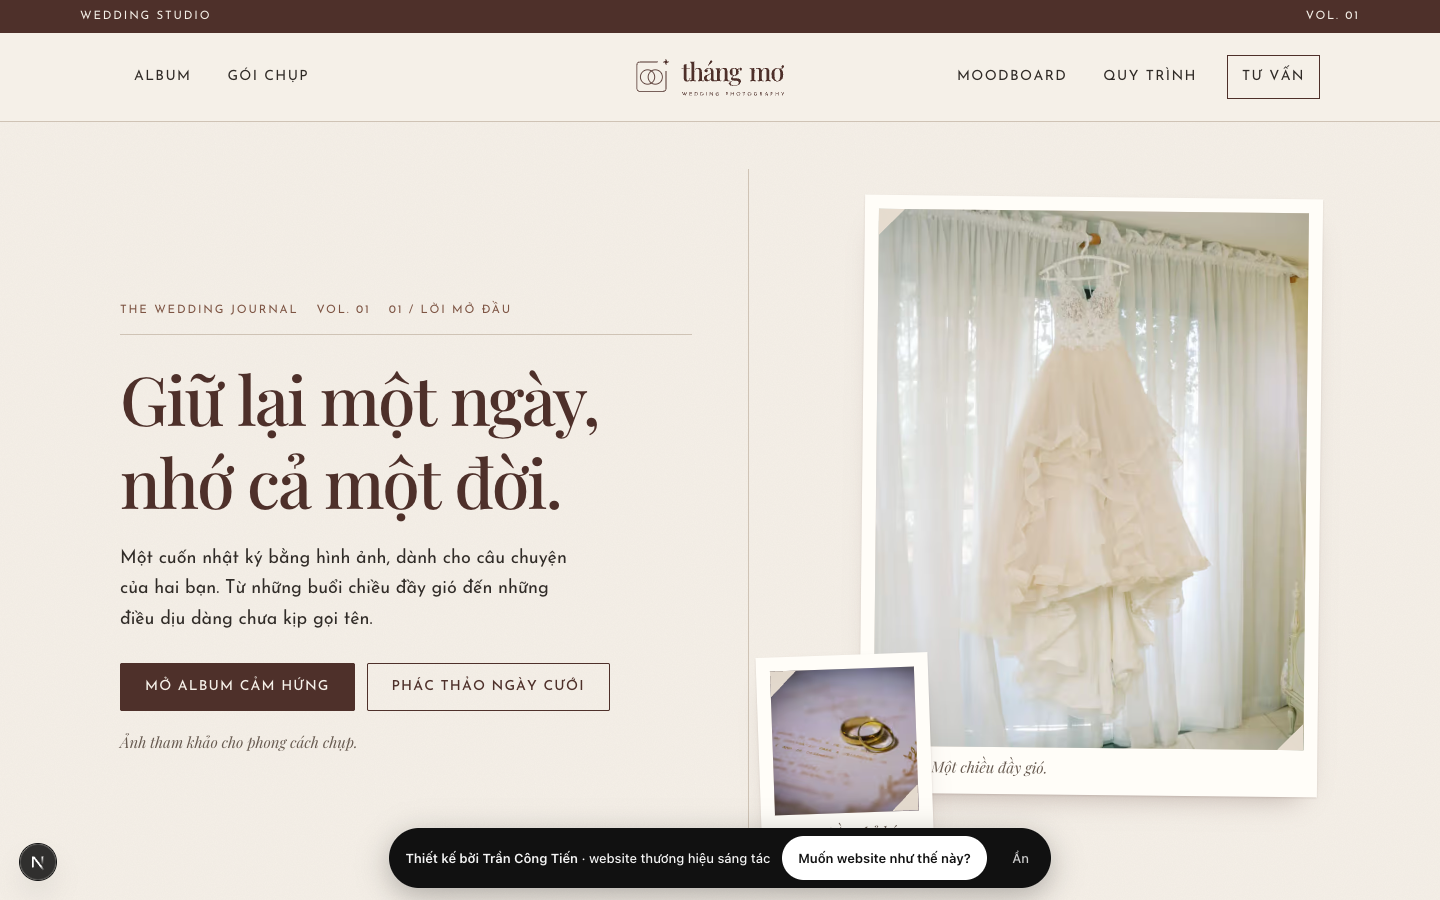 WEDDING STUDIO
VOL. 01
ALBUM
GÓI CHỤP
tháng mơ
WEDDING PHOTOGRAPHY
MOODBOARD
QUY TRÌNH
TƯ VẤN
THE WEDDING JOURNAL VOL. 01 01 / LỜI MỞ ĐẦU
Giữ lại một ngày,
nhớ cả một đời.
Một cuốn nhật ký bằng hình ảnh, dành cho câu chuyện
của hai bạn. Từ những buổi chiều đầy gió đến những
điều dịu dàng chưa kịp gọi tên.
MỞ ALBUM CẢM HỨNG
PHÁC THẢO NGÀY CƯỚI
Ảnh tham khảo cho phong cách chụp.
Một chiều đầy gió.
N
Thiết kế bởi Trần Công Tiến · website thương hiệu sáng tác
Muốn website như thế này?
Ẩn